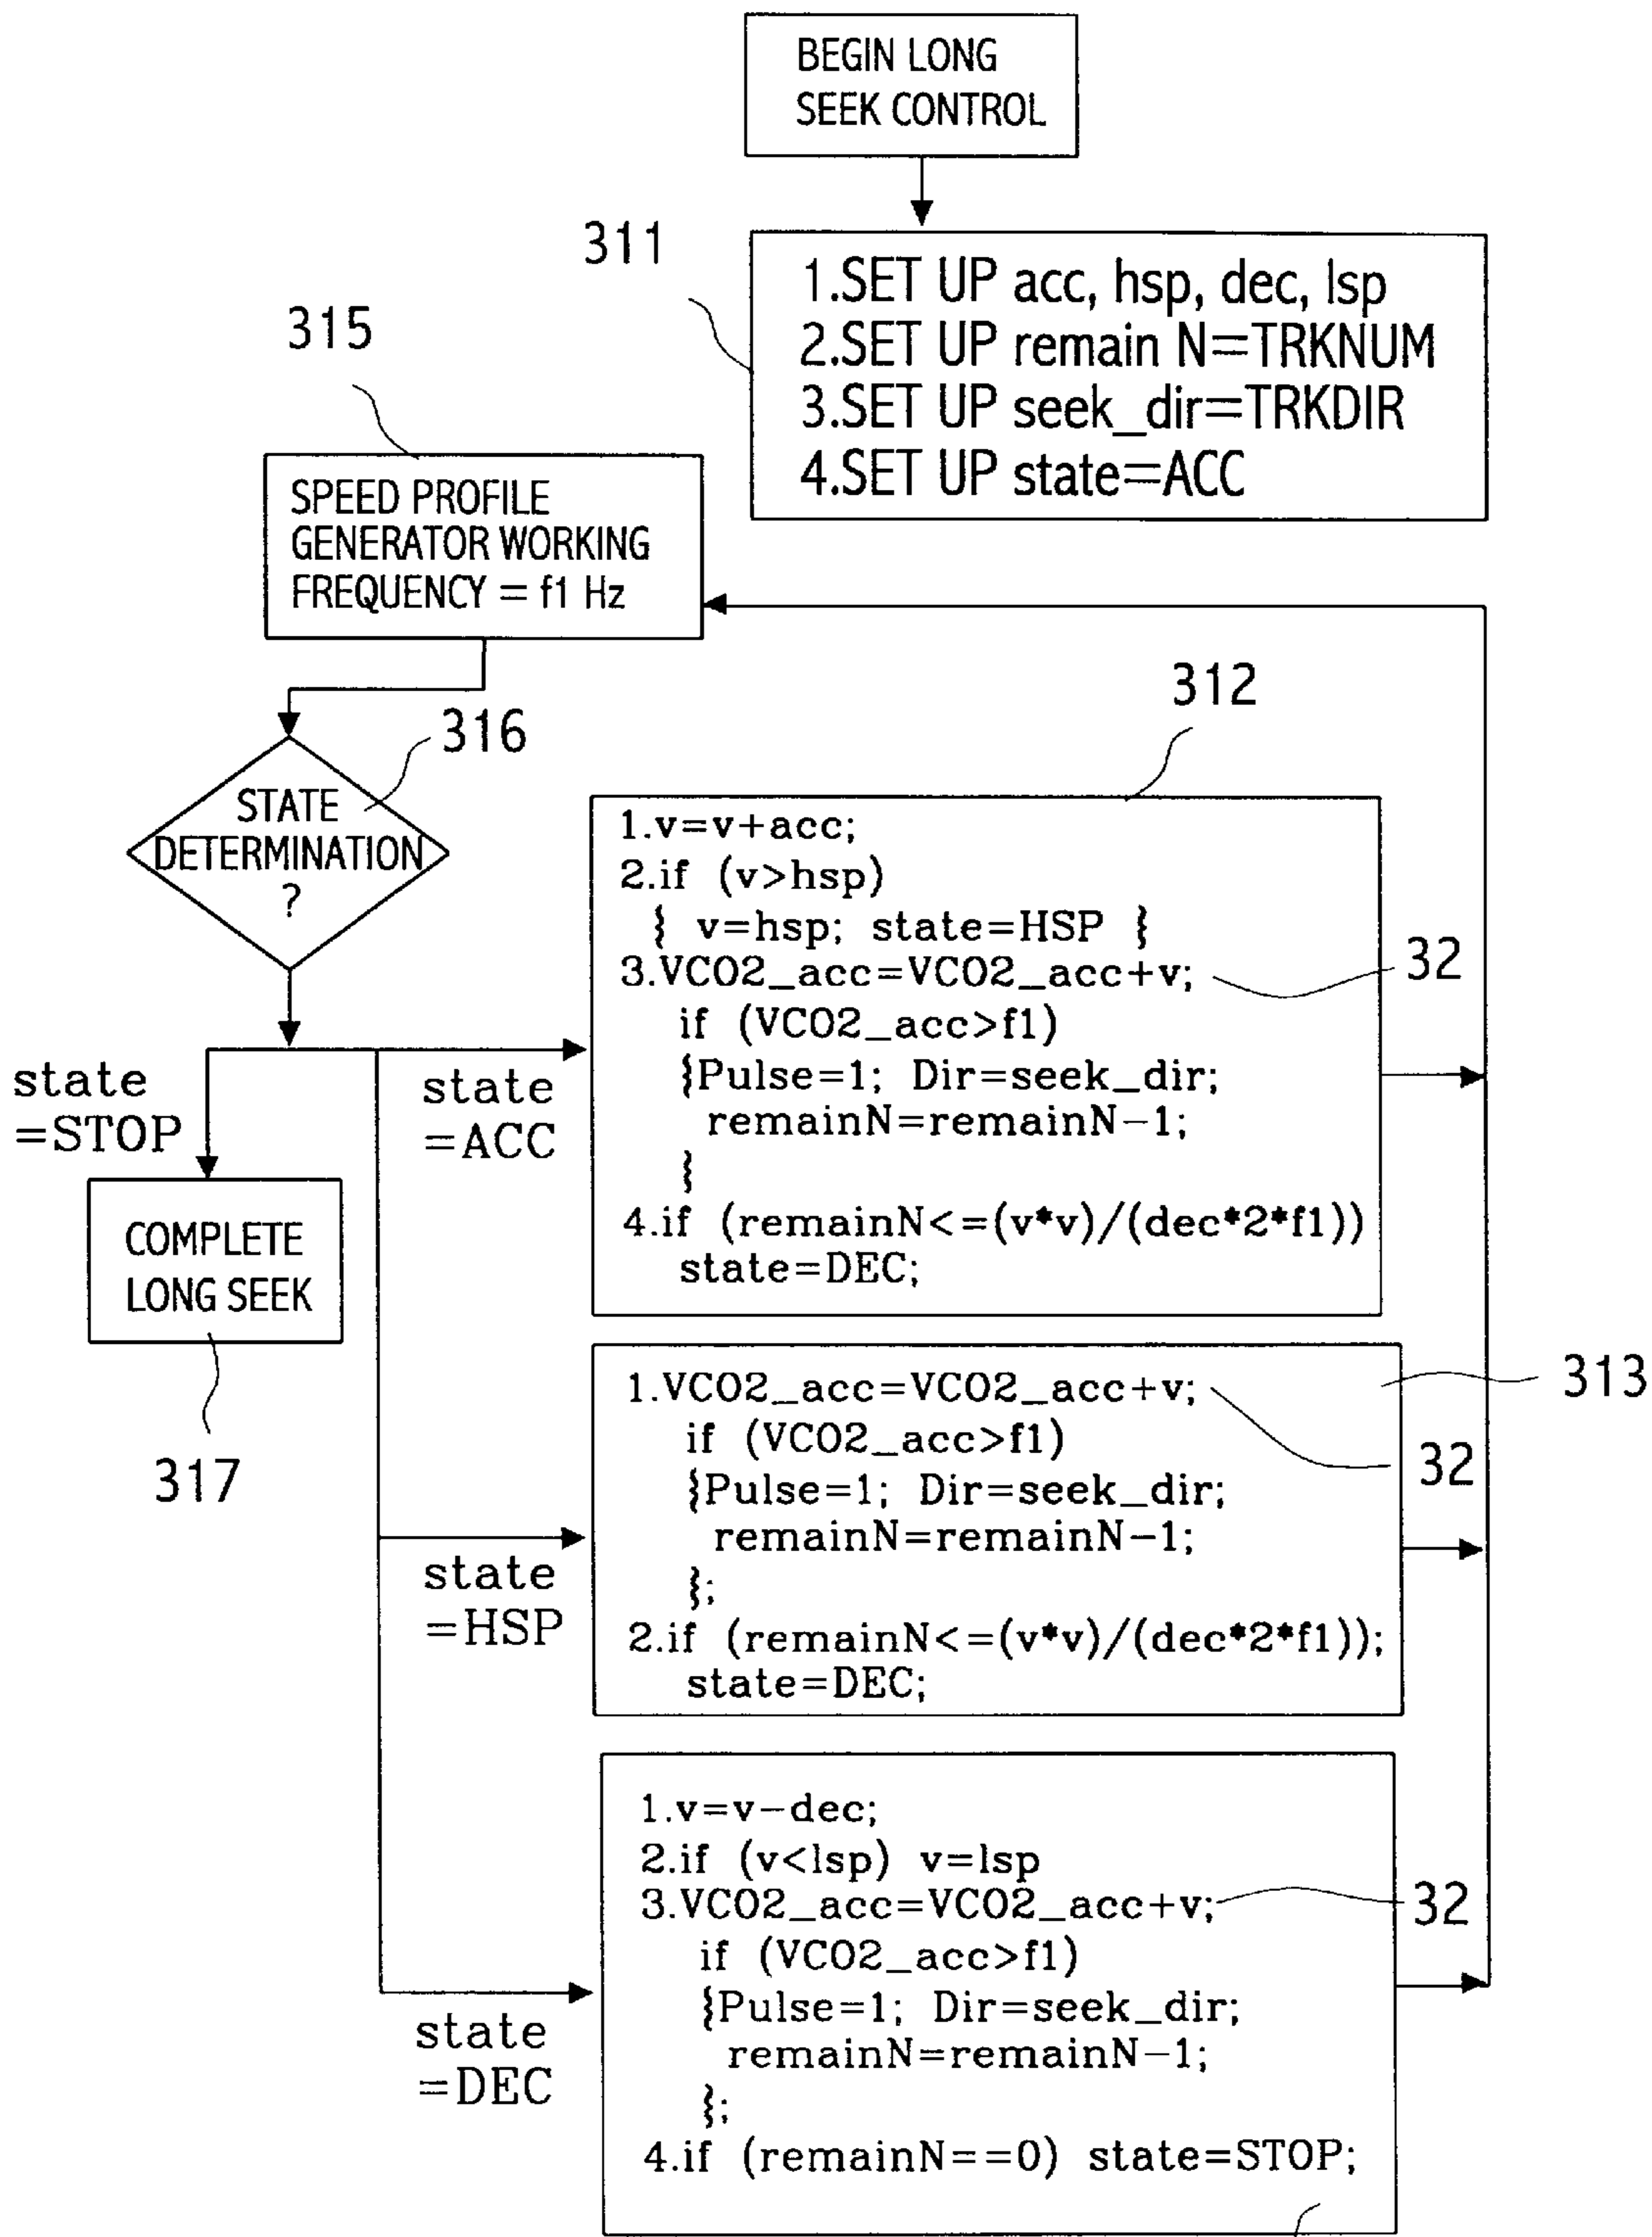 BEGIN LONG
SEEK CONTROL
311
1.SET UP acc, hsp, dec, lsp
2.SET UP remain N=TRKNUM
3.SET UP seek_dir=TRKDIR
4.SET UP state=ACC
315
SPEED PROFILE
GENERATOR WORKING
FREQUENCY = f1 Hz
316
STATE
DETERMINATION
?
state
=STOP
COMPLETE
LONG SEEK
317
state
=ACC
312
1.v=v+acc;
2.if (v>hsp)
{ v=hsp; state=HSP {
3.VCO2_acc=VCO2_acc+v;
32
if (VCO2_acc>f1)
{Pulse=1; Dir=seek_dir;
remainN=remainN-1;
}
4.if (remainN<=(v*v)/(dec*2*f1))
state=DEC;
state
=HSP
313
1.VCO2_acc=VCO2_acc+v;
32
if (VCO2_acc>f1)
{Pulse=1; Dir=seek_dir;
remainN=remainN-1;
};
2.if (remainN<=(v*v)/(dec*2*f1));
state=DEC;
state
=DEC
1.v=v-dec;
2.if (v<lsp) v=lsp
3.VCO2_acc=VCO2_acc+v;
32
if (VCO2_acc>f1)
{Pulse=1; Dir=seek_dir;
remainN=remainN-1;
};
4.if (remainN==0) state=STOP;